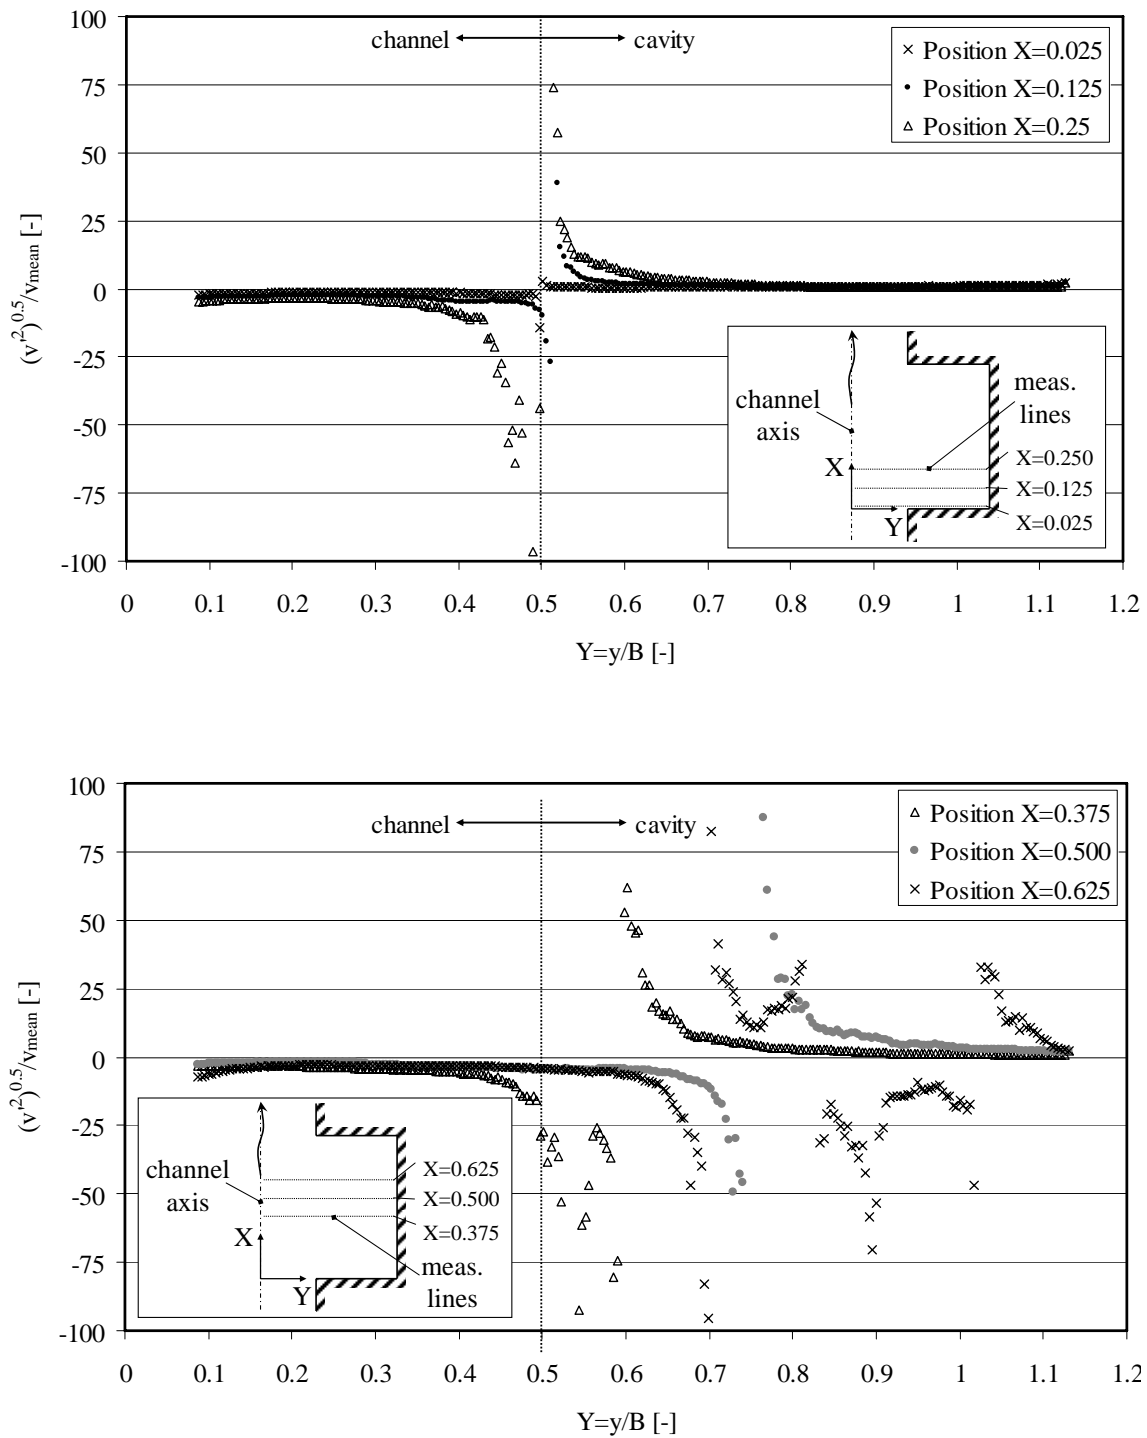 100
75
50
25
0
-25
-50
-75
-100
(v'²)^0.5/v_mean [-]
channel
cavity
Position X=0.025
Position X=0.125
Position X=0.25
channel
axis
meas.
lines
X
Y
X=0.250
X=0.125
X=0.025
0 0.1 0.2 0.3 0.4 0.5 0.6 0.7 0.8 0.9 1 1.1 1.2
Y=y/B [-]
100
75
50
25
0
-25
-50
-75
-100
(v'²)^0.5/v_mean [-]
channel
cavity
Position X=0.375
Position X=0.500
Position X=0.625
channel
axis
X
Y
X=0.625
X=0.500
X=0.375
meas.
lines
0 0.1 0.2 0.3 0.4 0.5 0.6 0.7 0.8 0.9 1 1.1 1.2
Y=y/B [-]